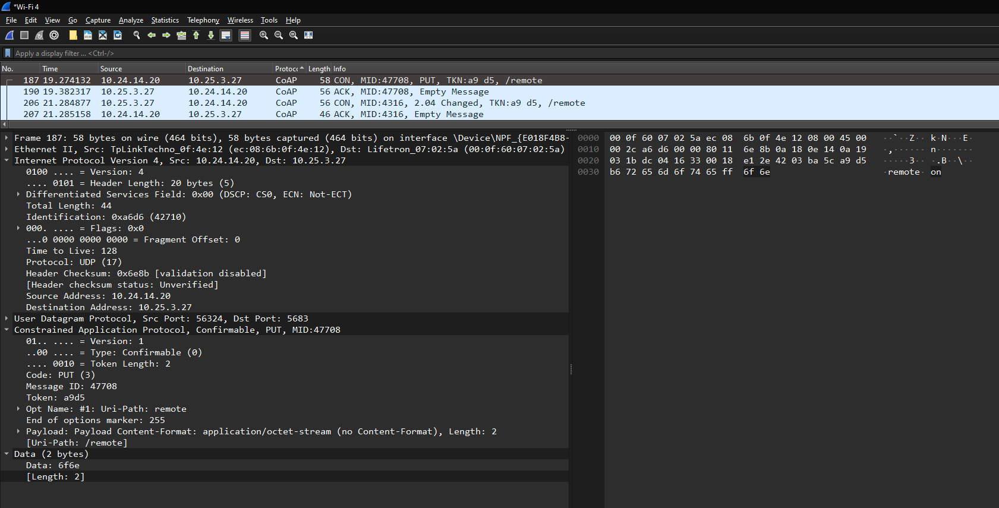 *Wi-Fi 4
File Edit View Go Capture Analyze Statistics Telephony Wireless Tools Help
Apply a display filter ... <Ctrl-/>
No. Time Source Destination Protoc Length Info
187 19.274132 10.24.14.20 10.25.3.27 CoAP 58 CON, MID:47708, PUT, TKN:a9 d5, /remote
190 19.382317 10.25.3.27 10.24.14.20 CoAP 56 ACK, MID:47708, Empty Message
206 21.284877 10.25.3.27 10.24.14.20 CoAP 56 CON, MID:4316, 2.04 Changed, TKN:a9 d5, /remote
207 21.285158 10.24.14.20 10.25.3.27 CoAP 46 ACK, MID:4316, Empty Message
Frame 187: 58 bytes on wire (464 bits), 58 bytes captured (464 bits) on interface \Device\NPF_{E018F4B8-
Ethernet II, Src: TpLinkTechno_0f:4e:12 (ec:08:6b:0f:4e:12), Dst: Lifetron_07:02:5a (00:0f:60:07:02:5a)
Internet Protocol Version 4, Src: 10.24.14.20, Dst: 10.25.3.27
0100 .... = Version: 4
.... 0101 = Header Length: 20 bytes (5)
Differentiated Services Field: 0x00 (DSCP: CS0, ECN: Not-ECT)
Total Length: 44
Identification: 0xa6d6 (42710)
000. .... = Flags: 0x0
...0 0000 0000 0000 = Fragment Offset: 0
Time to Live: 128
Protocol: UDP (17)
Header Checksum: 0x6e8b [validation disabled]
[Header checksum status: Unverified]
Source Address: 10.24.14.20
Destination Address: 10.25.3.27
User Datagram Protocol, Src Port: 56324, Dst Port: 5683
Constrained Application Protocol, Confirmable, PUT, MID:47708
01.. .... = Version: 1
..00 .... = Type: Confirmable (0)
.... 0010 = Token Length: 2
Code: PUT (3)
Message ID: 47708
Token: a9d5
Opt Name: #1: Uri-Path: remote
End of options marker: 255
Payload: Payload Content-Format: application/octet-stream (no Content-Format), Length: 2
[Uri-Path: /remote]
Data (2 bytes)
Data: 6f6e
[Length: 2]
0000 00 0f 60 07 02 5a ec 08 6b 0f 4e 12 08 00 45 00 ··`··Z·· k·N···E·
0010 00 2c a6 d6 00 00 80 11 6e 8b 0a 18 0e 14 0a 19 ·,······ n·······
0020 03 1b dc 04 16 33 00 18 e1 2e 42 03 ba 5c a9 d5 ·····3·· ·.B··\··
0030 b6 72 65 6d 6f 74 65 ff 6f 6e ·remote· on